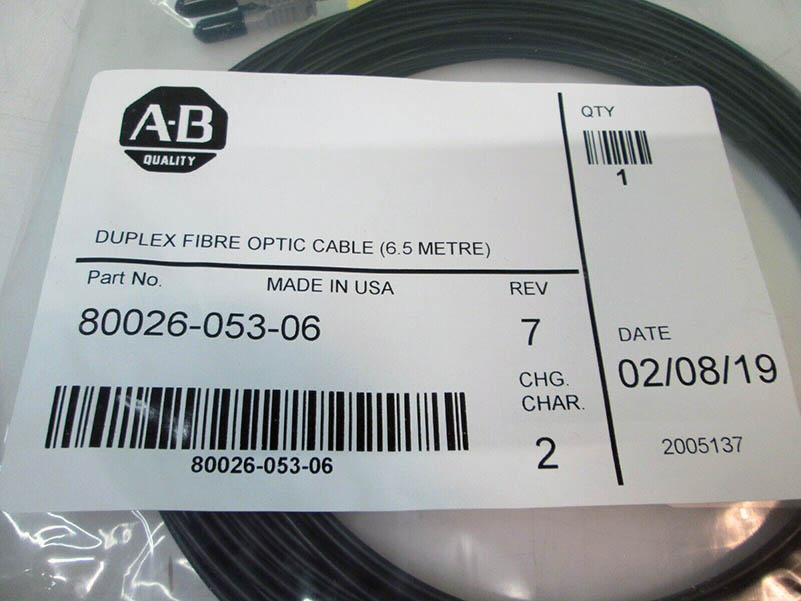 A-B
QUALITY
QTY
1
DUPLEX FIBRE OPTIC CABLE (6.5 METRE)
Part No.
MADE IN USA
REV
80026-053-06
7
DATE
02/08/19
CHG.
CHAR.
80026-053-06
2
2005137